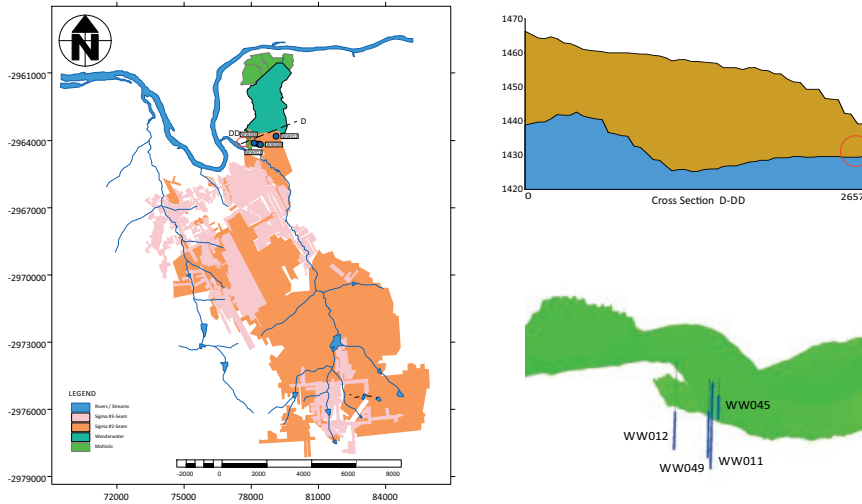 N
-2961000
-2964000
-2967000
-2970000
-2973000
-2976000
-2979000
72000 75000 78000 81000 84000
D
DD
LEGEND
Rivers / Streams
Sigma #3-Seam
Sigma #2-Seam
Wonderwater
Mohlolo
-2000 0 2000 4000 6000 8000
1470
1460
1450
1440
1430
1420
0 Cross Section D-DD 2657
WW045
WW012
WW011
WW049